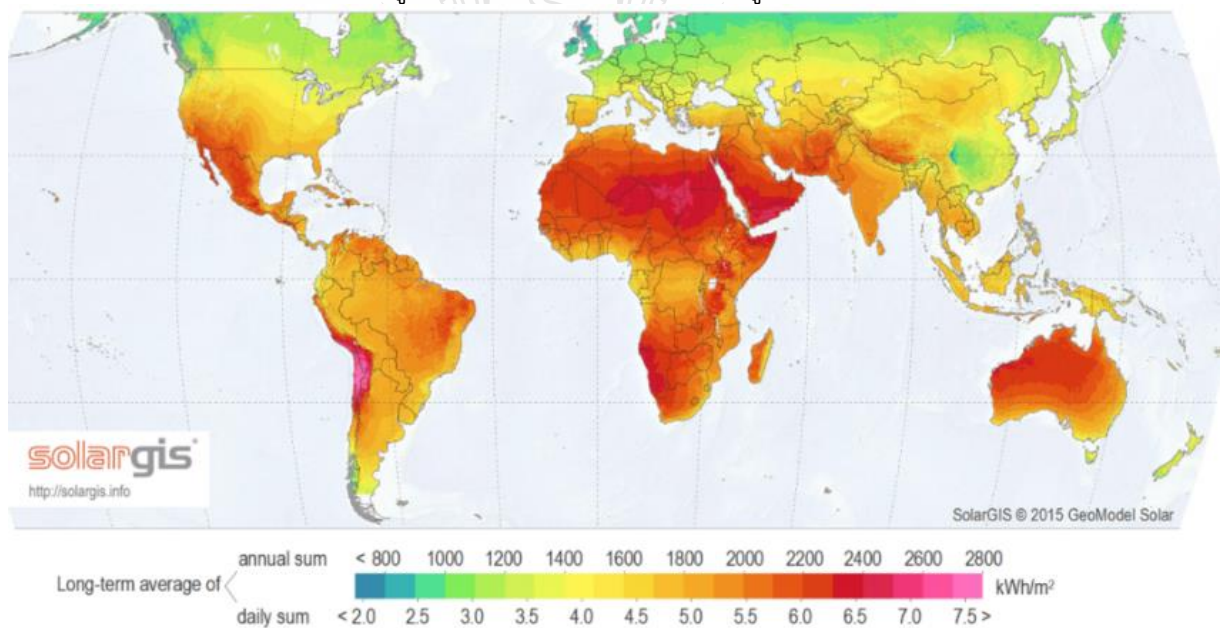 solargis
http://solargis.info
SolarGIS © 2015 GeoModel Solar
annual sum < 800 1000 1200 1400 1600 1800 2000 2200 2400 2600 2800
Long-term average of kWh/m²
daily sum < 2.0 2.5 3.0 3.5 4.0 4.5 5.0 5.5 6.0 6.5 7.0 7.5 >